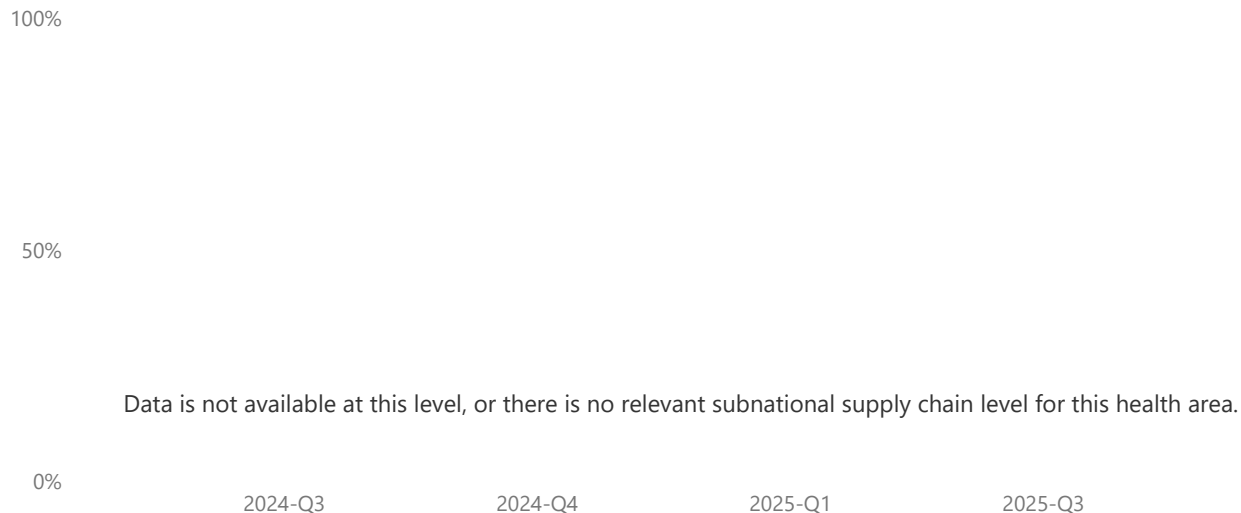 100%
50%
Data is not available at this level, or there is no relevant subnational supply chain level for this health area.
0%
2024-Q3 2024-Q4 2025-Q1 2025-Q3